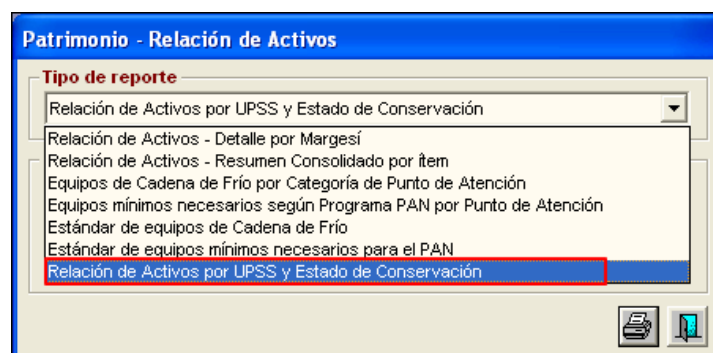 Patrimonio - Relación de Activos
Tipo de reporte
Relación de Activos por UPSS y Estado de Conservación
Relación de Activos - Detalle por Margesí
Relación de Activos - Resumen Consolidado por ítem
Equipos de Cadena de Frío por Categoría de Punto de Atención
Equipos mínimos necesarios según Programa PAN por Punto de Atención
Estándar de equipos de Cadena de Frío
Estándar de equipos mínimos necesarios para el PAN
Relación de Activos por UPSS y Estado de Conservación